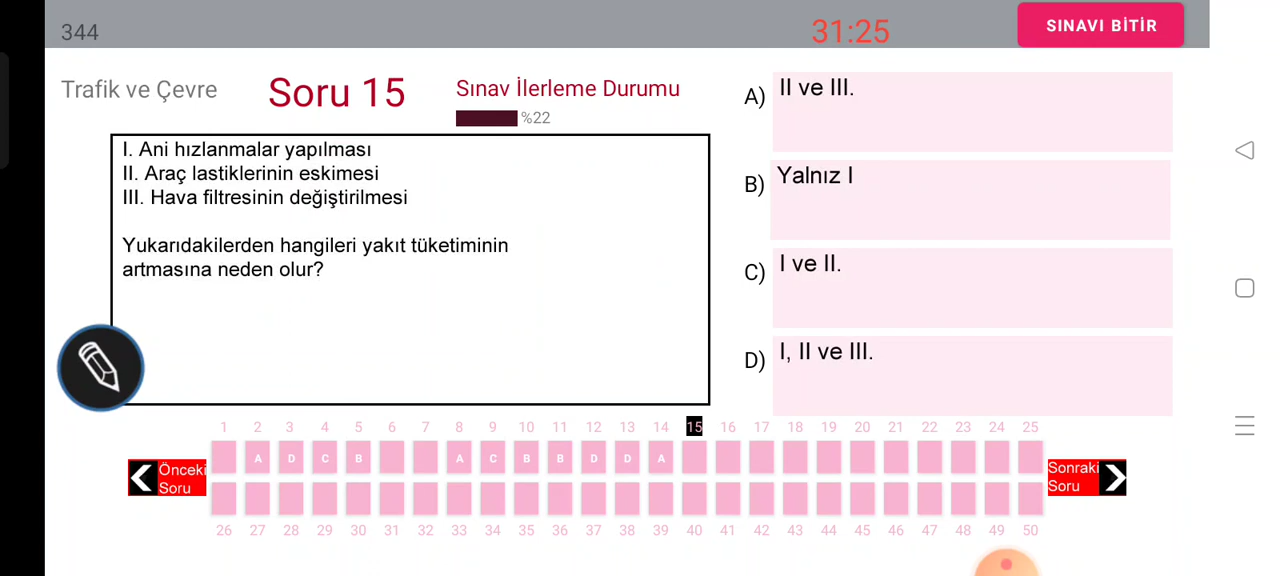 344
31:25
SINAVI BİTİR
Trafik ve Çevre
Soru 15
Sınav İlerleme Durumu
%22
I. Ani hızlanmalar yapılması
II. Araç lastiklerinin eskimesi
III. Hava filtresinin değiştirilmesi
Yukarıdakilerden hangileri yakıt tüketiminin
artmasına neden olur?
A) II ve III.
B) Yalnız I
C) I ve II.
D) I, II ve III.
1 2 3 4 5 6 7 8 9 10 11 12 13 14 15 16 17 18 19 20 21 22 23 24 25
A D C B A C B B D D A
Önceki
Soru
Sonraki
Soru
26 27 28 29 30 31 32 33 34 35 36 37 38 39 40 41 42 43 44 45 46 47 48 49 50